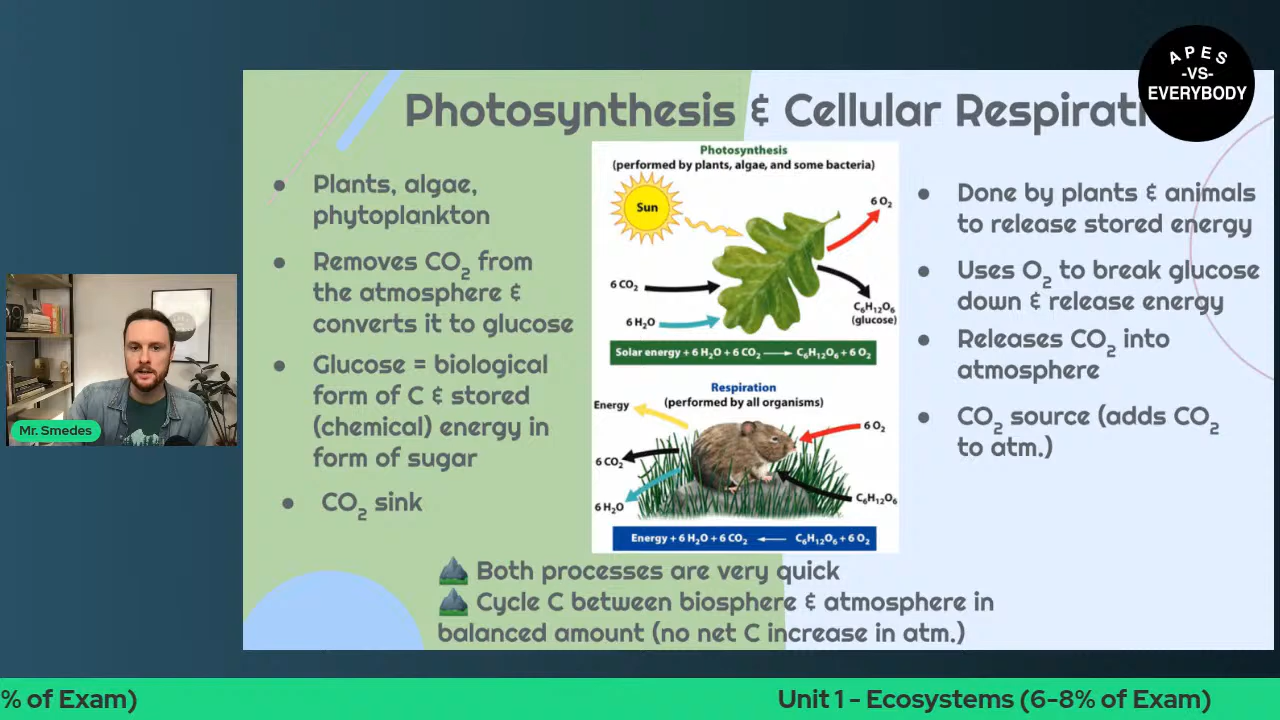 APES
-VS-
EVERYBODY
Photosynthesis & Cellular Respirati
Plants, algae,
phytoplankton
Removes CO₂ from
the atmosphere &
converts it to glucose
Glucose = biological
form of C & stored
(chemical) energy in
form of sugar
CO₂ sink
Photosynthesis
(performed by plants, algae, and some bacteria)
Sun
6 O₂
6 CO₂
6 H₂O
C₆H₁₂O₆
(glucose)
Solar energy + 6 H₂O + 6 CO₂ → C₆H₁₂O₆ + 6 O₂
Respiration
(performed by all organisms)
Energy
6 O₂
6 CO₂
6 H₂O
C₆H₁₂O₆
Energy + 6 H₂O + 6 CO₂ ← C₆H₁₂O₆ + 6 O₂
Done by plants & animals
to release stored energy
Uses O₂ to break glucose
down & release energy
Releases CO₂ into
atmosphere
CO₂ source (adds CO₂
to atm.)
Both processes are very quick
Cycle C between biosphere & atmosphere in
balanced amount (no net C increase in atm.)
Mr. Smedes
% of Exam)
Unit 1 - Ecosystems (6-8% of Exam)